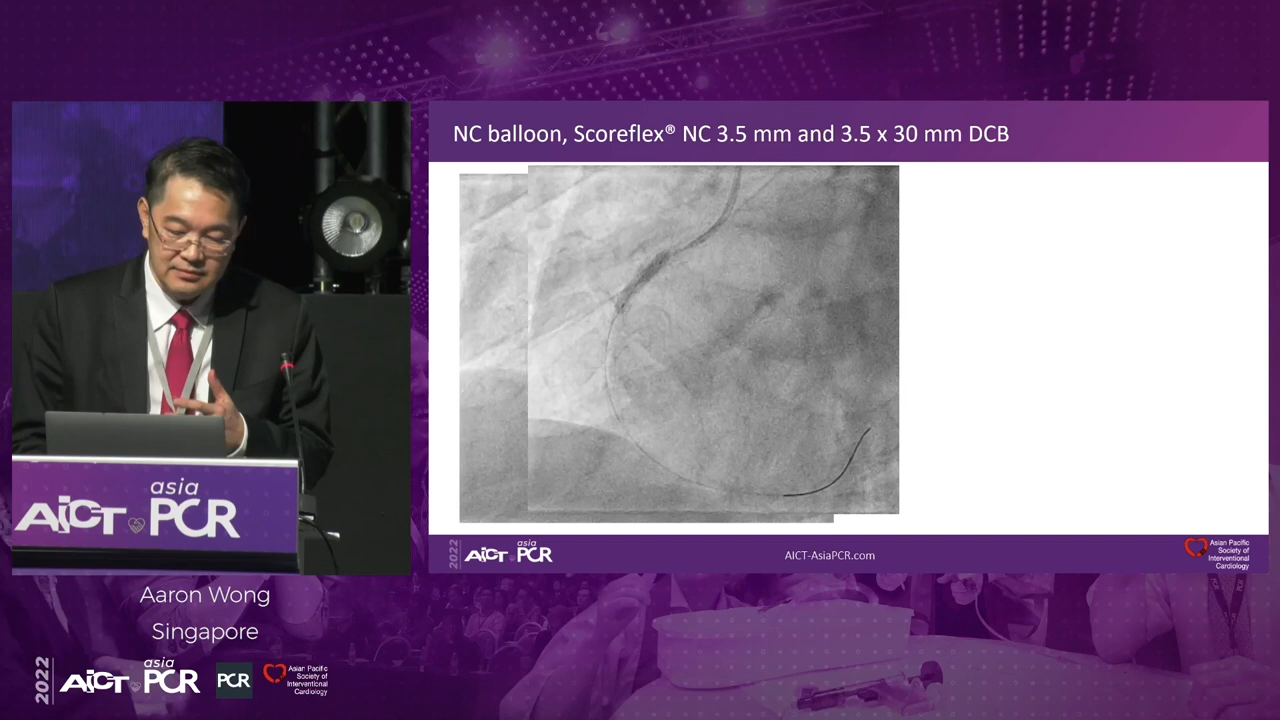 NC balloon, Scoreflex® NC 3.5 mm and 3.5 x 30 mm DCB
AICT asia PCR
2022 AICT asia PCR
AICT-AsiaPCR.com
Asian Pacific
Society of
Interventional
Cardiology
Aaron Wong
Singapore
2022 AICT asia PCR
PCR
Asian Pacific
Society of
Interventional
Cardiology